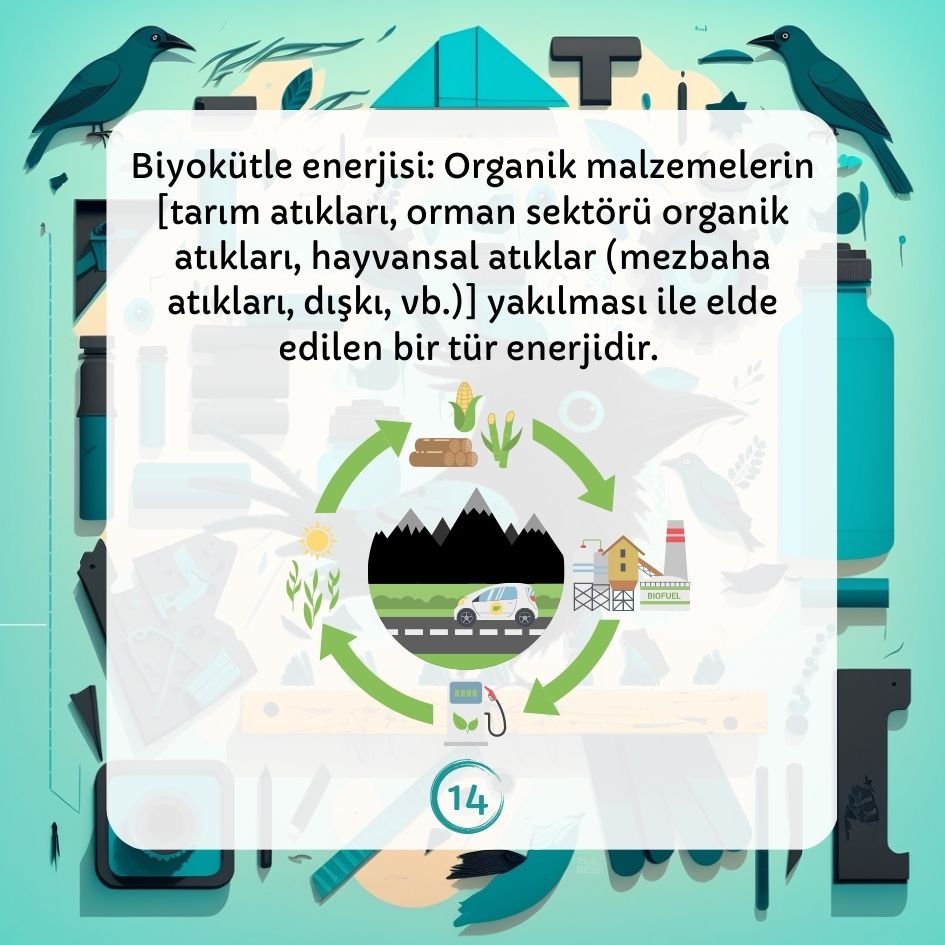 Biyokütle enerjisi: Organik malzemelerin
[tarım atıkları, orman sektörü organik
atıkları, hayvansal atıklar (mezbaha
atıkları, dışkı, vb.)] yakılması ile elde
edilen bir tür enerjidir.
BIOFUEL
14